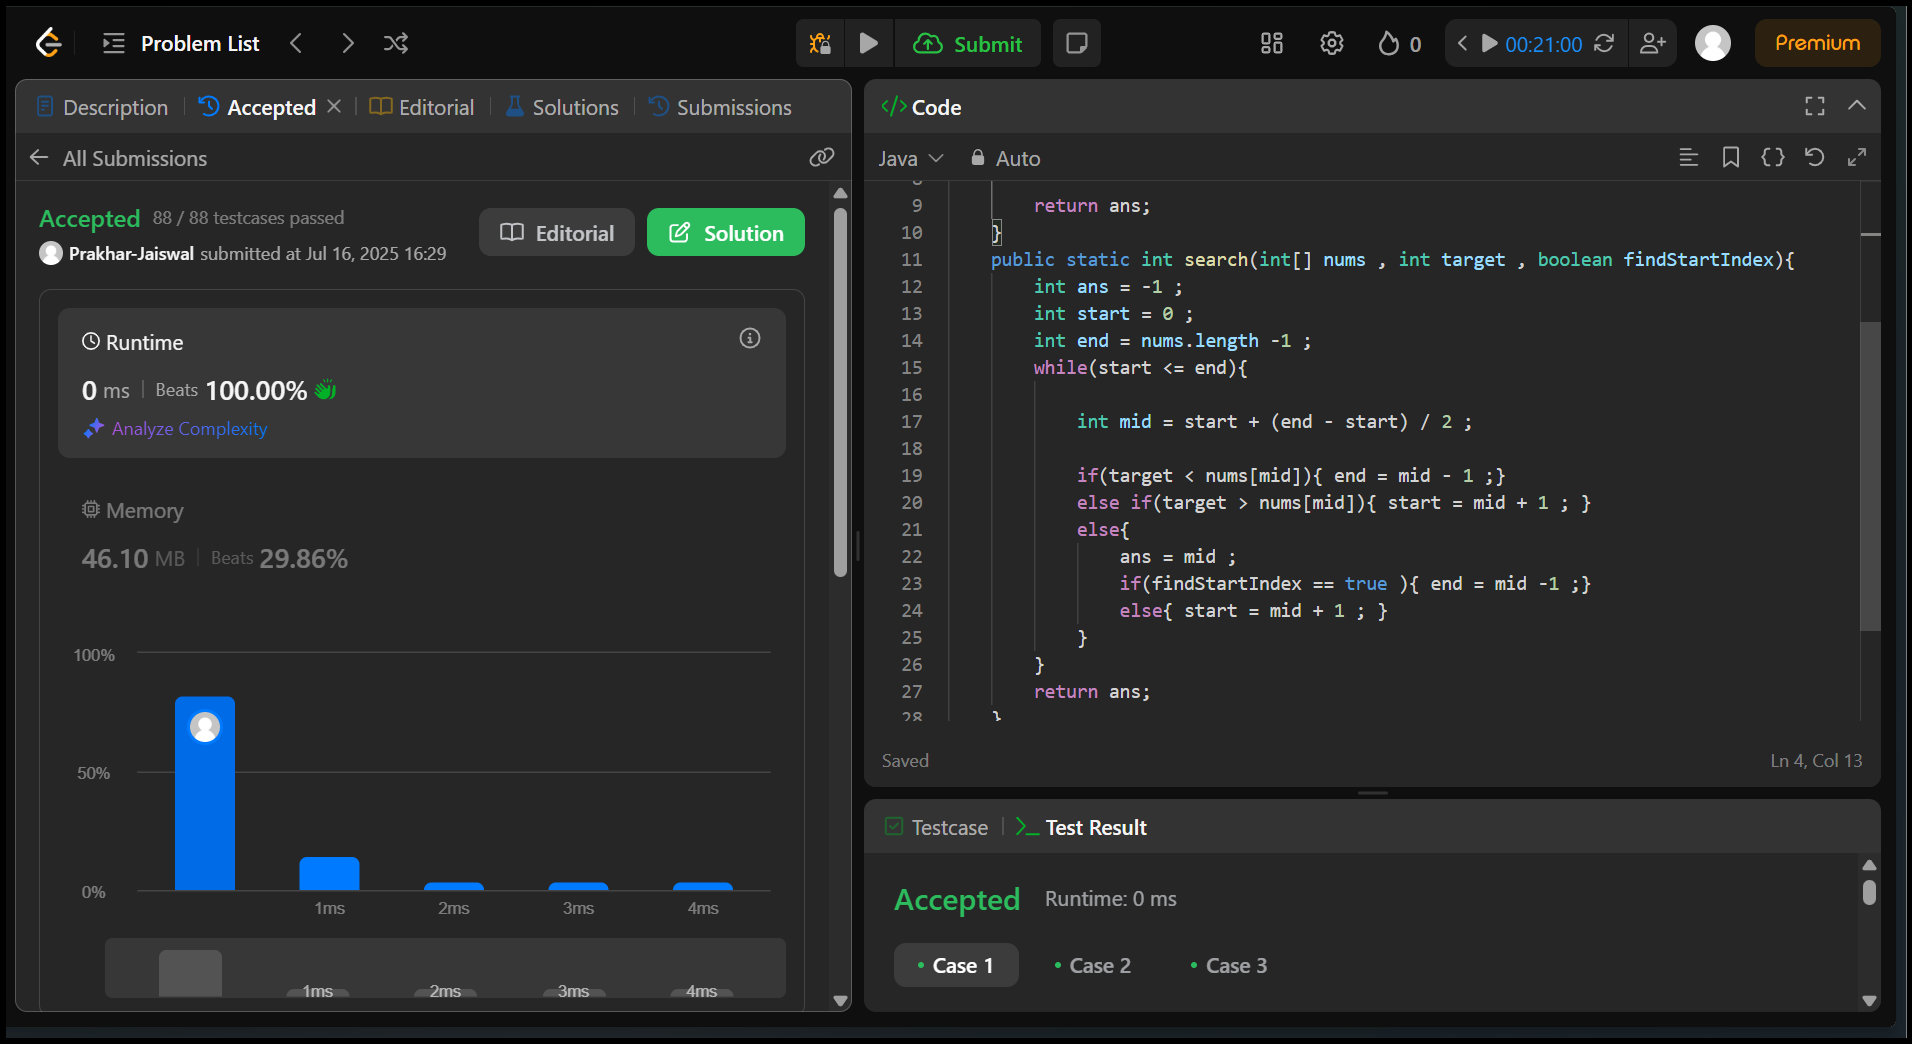 Problem List
Submit
0
00:21:00
Premium
Description
Accepted
Editorial
Solutions
Submissions
All Submissions
Accepted 88 / 88 testcases passed
Prakhar-Jaiswal submitted at Jul 16, 2025 16:29
Editorial
Solution
Runtime
0 ms Beats 100.00%
Analyze Complexity
Memory
46.10 MB Beats 29.86%
100%
50%
0%
1ms 2ms 3ms 4ms
1ms 2ms 3ms 4ms
</> Code
Java Auto
8
9 return ans;
10 }
11 public static int search(int[] nums , int target , boolean findStartIndex){
12 int ans = -1 ;
13 int start = 0 ;
14 int end = nums.length -1 ;
15 while(start <= end){
16
17 int mid = start + (end - start) / 2 ;
18
19 if(target < nums[mid]){ end = mid - 1 ;}
20 else if(target > nums[mid]){ start = mid + 1 ; }
21 else{
22 ans = mid ;
23 if(findStartIndex == true ){ end = mid -1 ;}
24 else{ start = mid + 1 ; }
25 }
26 }
27 return ans;
28 }
Saved
Ln 4, Col 13
Testcase
Test Result
Accepted Runtime: 0 ms
Case 1
Case 2
Case 3